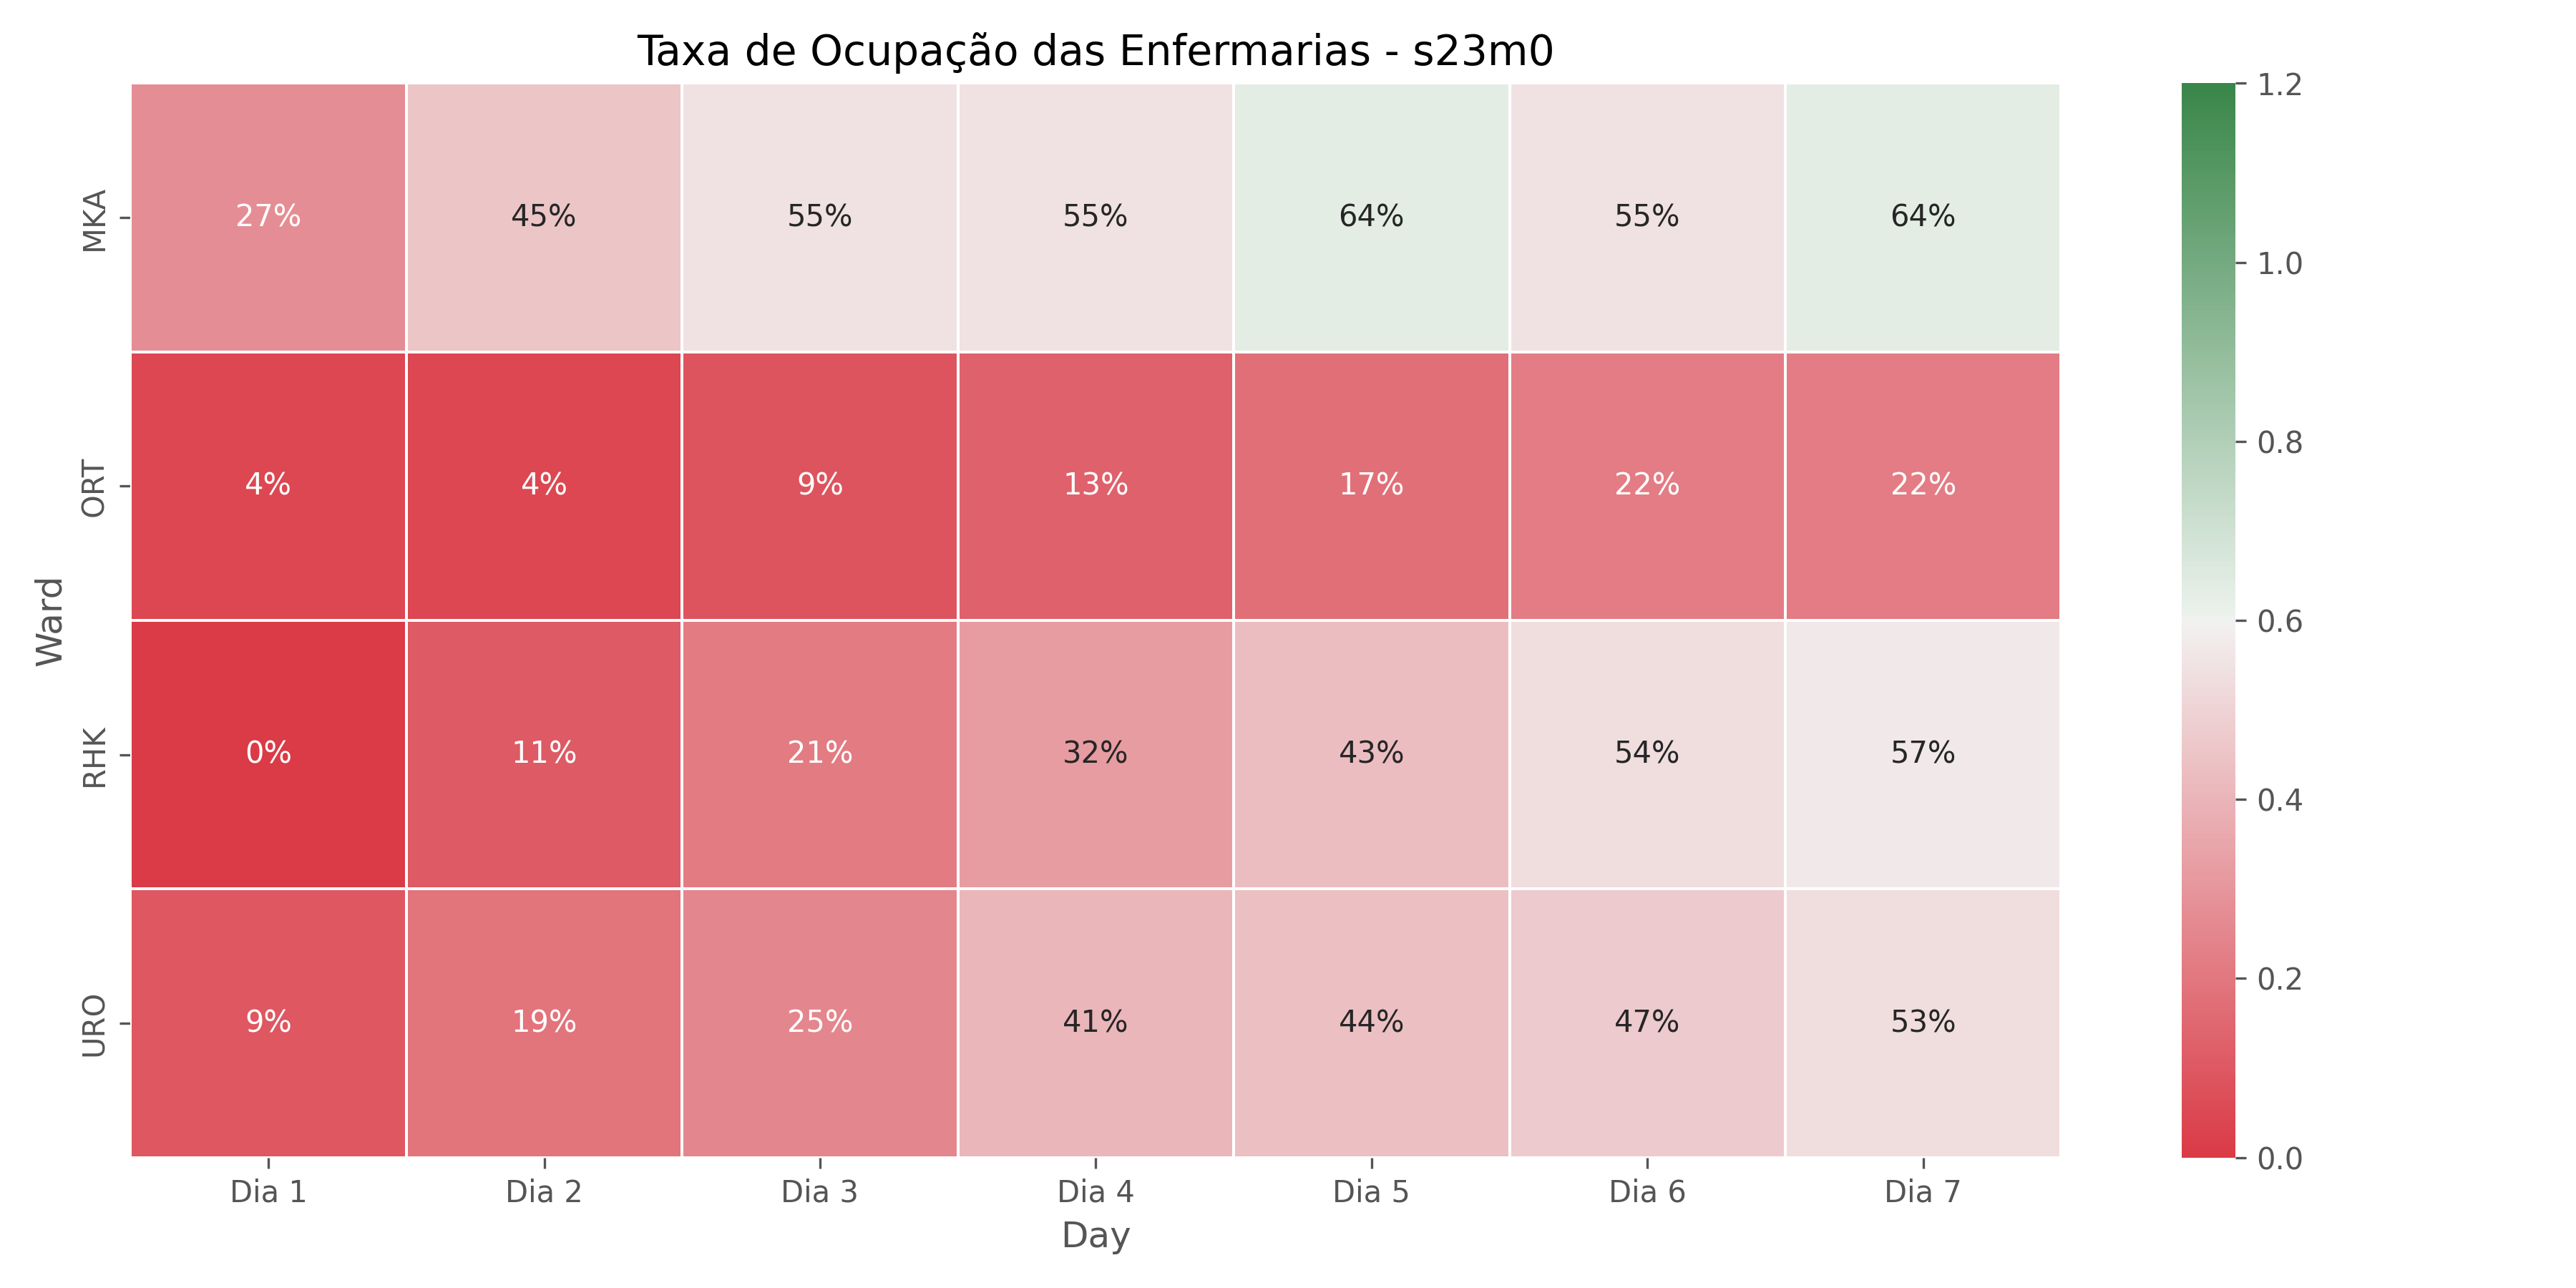 Taxa de Ocupação das Enfermarias - s23m0
Ward
MKA
27% 45% 55% 55% 64% 55% 64%
ORT
4% 4% 9% 13% 17% 22% 22%
RHK
0% 11% 21% 32% 43% 54% 57%
URO
9% 19% 25% 41% 44% 47% 53%
Dia 1 Dia 2 Dia 3 Dia 4 Dia 5 Dia 6 Dia 7
Day
1.2
1.0
0.8
0.6
0.4
0.2
0.0